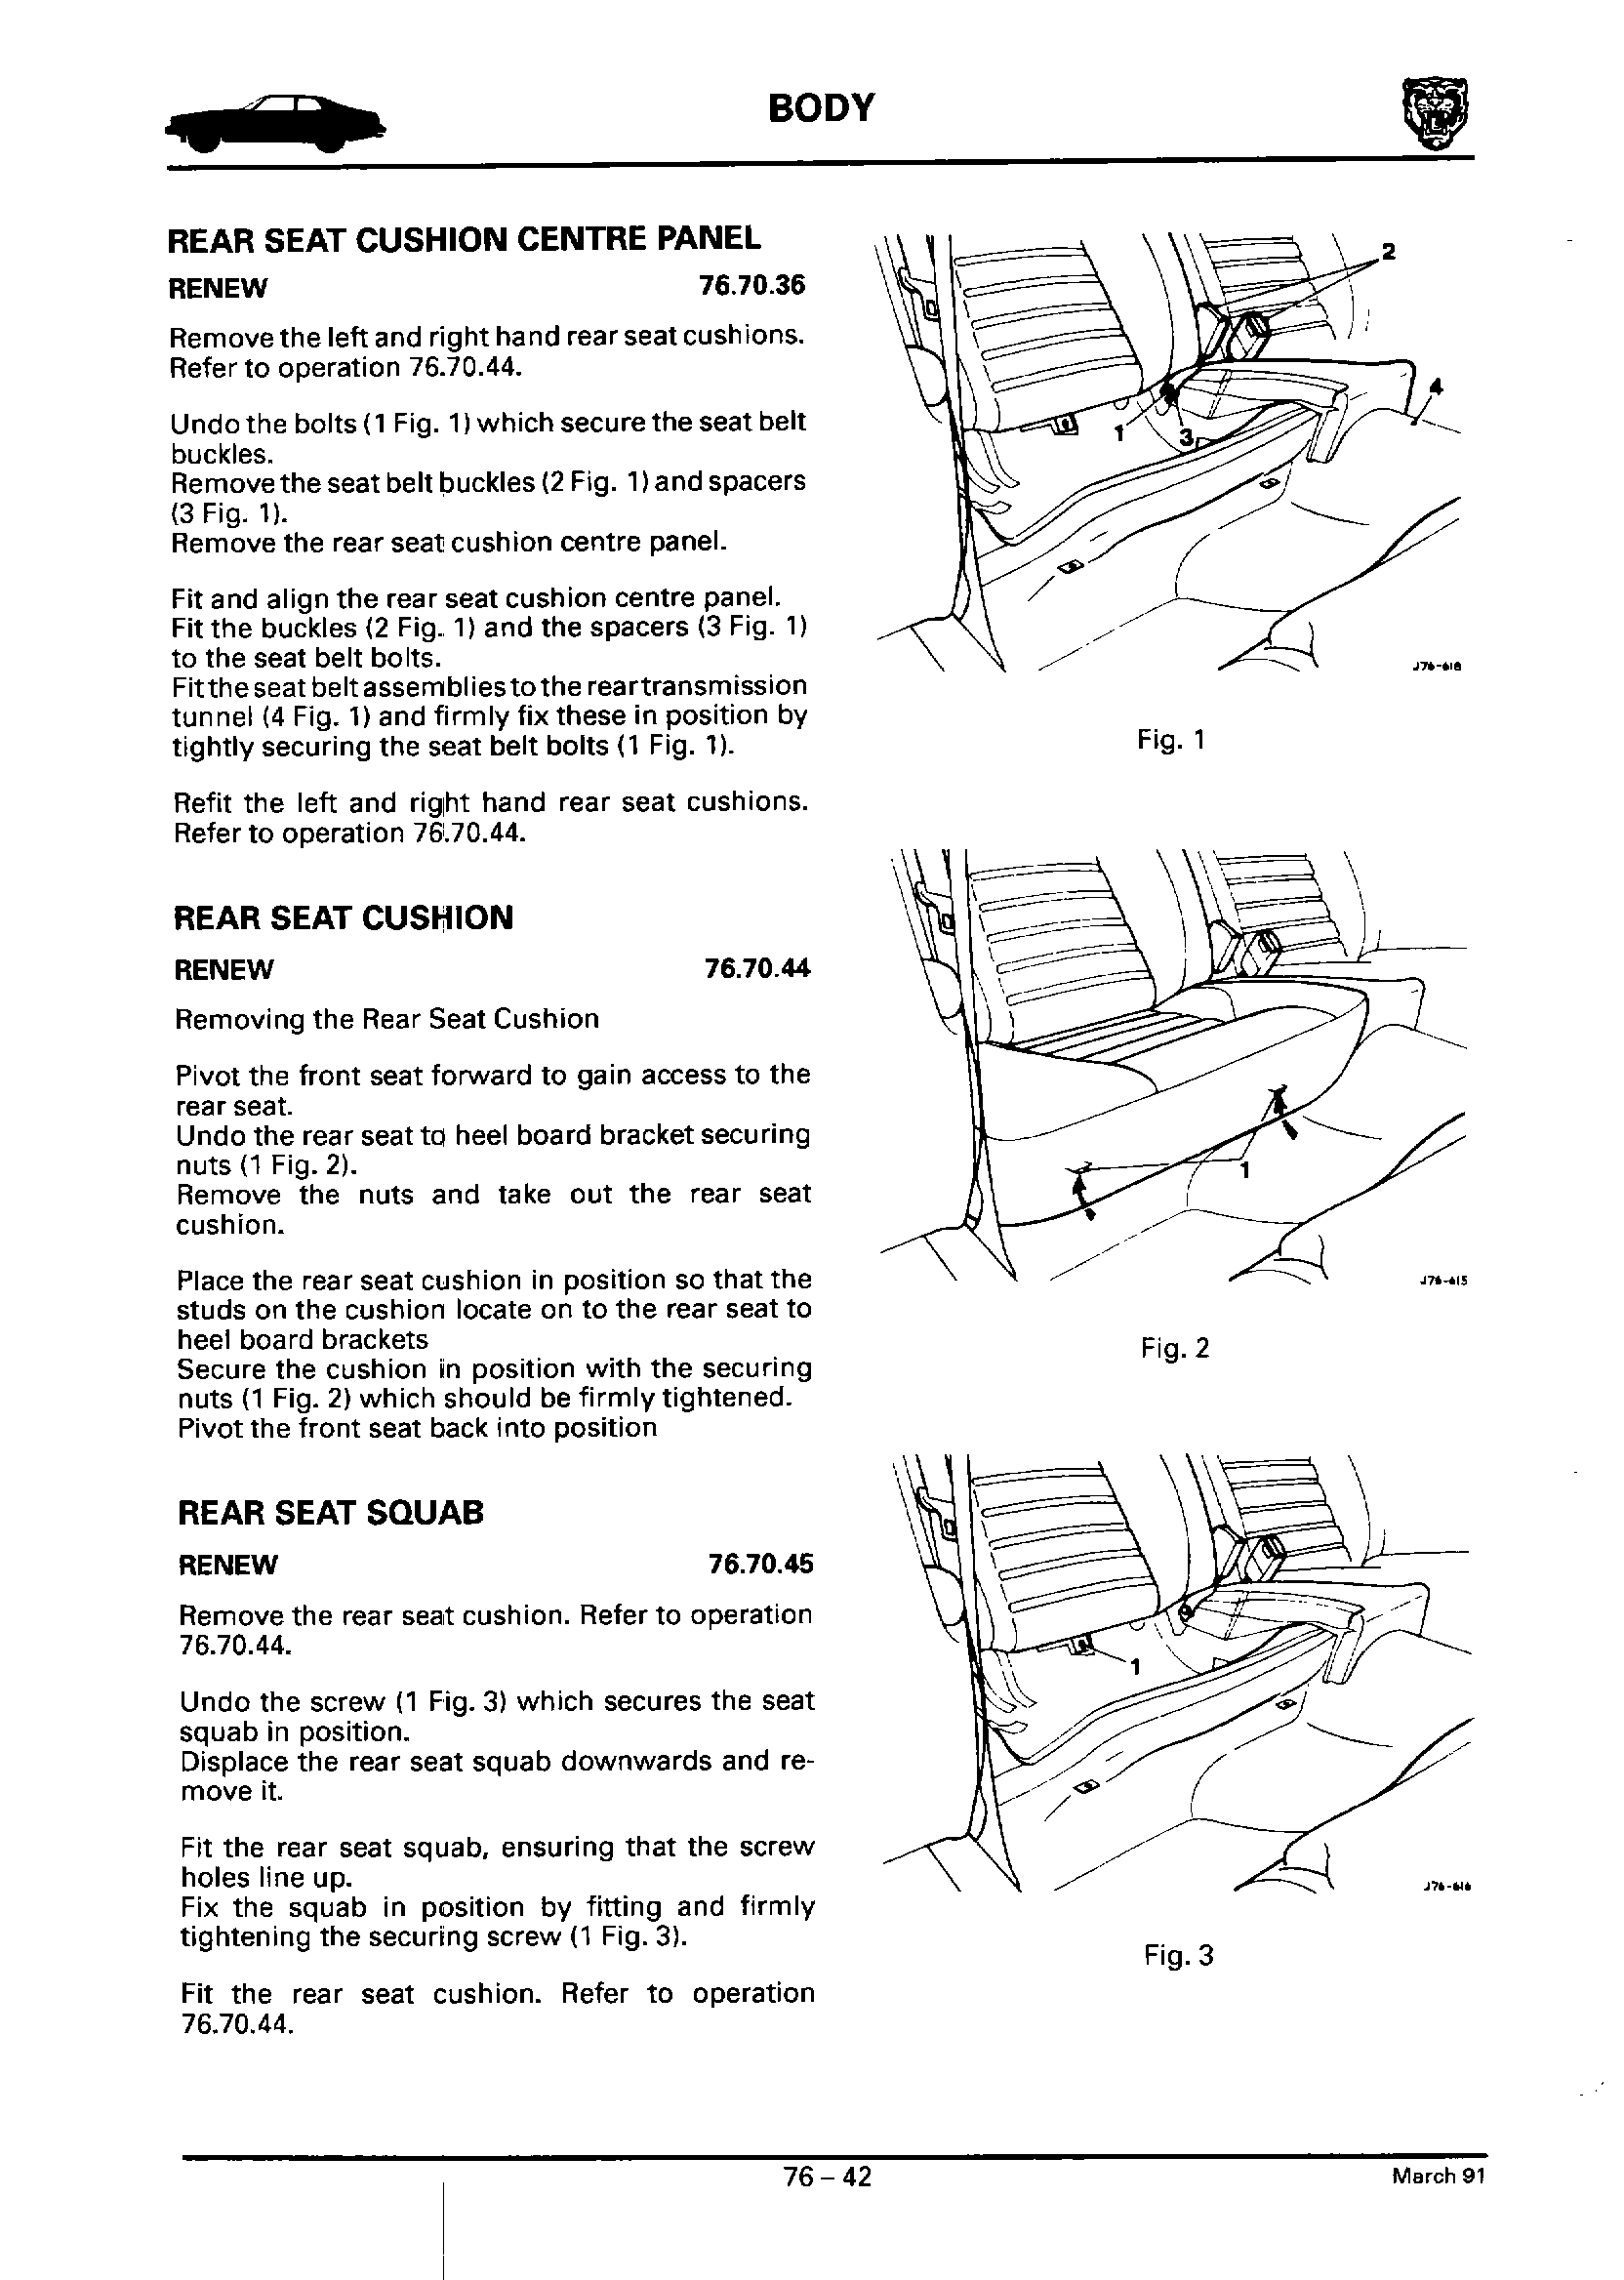 BODY
REAR SEAT CUSHION CENTRE PANEL
RENEW 76.70.36
Remove the left and right hand rear seat cushions.
Refer to operation 76.70.44.
Undo the bolts (1 Fig. 1) which secure the seat belt
buckles.
Remove the seat belt buckles (2 Fig. 1) and spacers
(3 Fig. 1).
Remove the rear seat cushion centre panel.
Fit and align the rear seat cushion centre panel.
Fit the buckles (2 Fig. 1) and the spacers (3 Fig. 1)
to the seat belt bolts.
Fit the seat belt assemblies to the rear transmission
tunnel (4 Fig. 1) and firmly fix these in position by
tightly securing the seat belt bolts (1 Fig. 1).
Refit the left and right hand rear seat cushions.
Refer to operation 76.70.44.
REAR SEAT CUSHION
RENEW 76.70.44
Removing the Rear Seat Cushion
Pivot the front seat forward to gain access to the
rear seat.
Undo the rear seat to heel board bracket securing
nuts (1 Fig. 2).
Remove the nuts and take out the rear seat
cushion.
Place the rear seat cushion in position so that the
studs on the cushion locate on to the rear seat to
heel board brackets
Secure the cushion in position with the securing
nuts (1 Fig. 2) which should be firmly tightened.
Pivot the front seat back into position
REAR SEAT SQUAB
RENEW 76.70.45
Remove the rear seat cushion. Refer to operation
76.70.44.
Undo the screw (1 Fig. 3) which secures the seat
squab in position.
Displace the rear seat squab downwards and re-
move it.
Fit the rear seat squab, ensuring that the screw
holes line up.
Fix the squab in position by fitting and firmly
tightening the securing screw (1 Fig. 3).
Fit the rear seat cushion. Refer to operation
76.70.44.
2
4
1 3
J76-618
Fig. 1
1
J76-615
Fig. 2
1
J76-616
Fig. 3
76 – 42
March 91